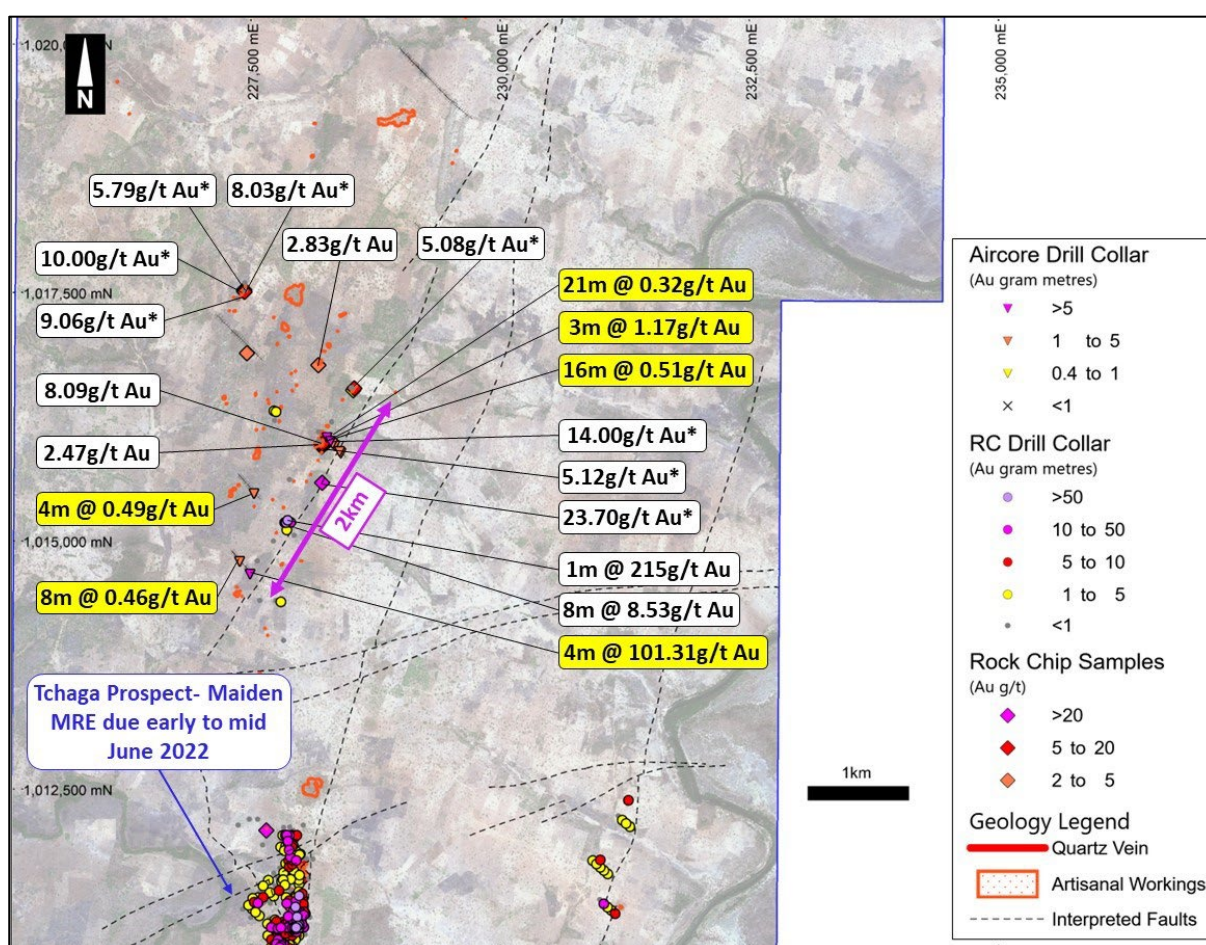 1,020,000 mN
227,500 mE
230,000 mE
232,500 mE
235,000 mE
N
5.79g/t Au*
8.03g/t Au*
10.00g/t Au*
2.83g/t Au
5.08g/t Au*
1,017,500 mN
9.06g/t Au*
21m @ 0.32g/t Au
3m @ 1.17g/t Au
16m @ 0.51g/t Au
8.09g/t Au
2.47g/t Au
14.00g/t Au*
5.12g/t Au*
23.70g/t Au*
4m @ 0.49g/t Au
2km
1,015,000 mN
1m @ 215g/t Au
8m @ 8.53g/t Au
8m @ 0.46g/t Au
4m @ 101.31g/t Au
Tchaga Prospect- Maiden
MRE due early to mid
June 2022
1,012,500 mN
1km
Aircore Drill Collar
(Au gram metres)
>5
1 to 5
0.4 to 1
<1
RC Drill Collar
(Au gram metres)
>50
10 to 50
5 to 10
1 to 5
<1
Rock Chip Samples
(Au g/t)
>20
5 to 20
2 to 5
Geology Legend
Quartz Vein
Artisanal Workings
Interpreted Faults